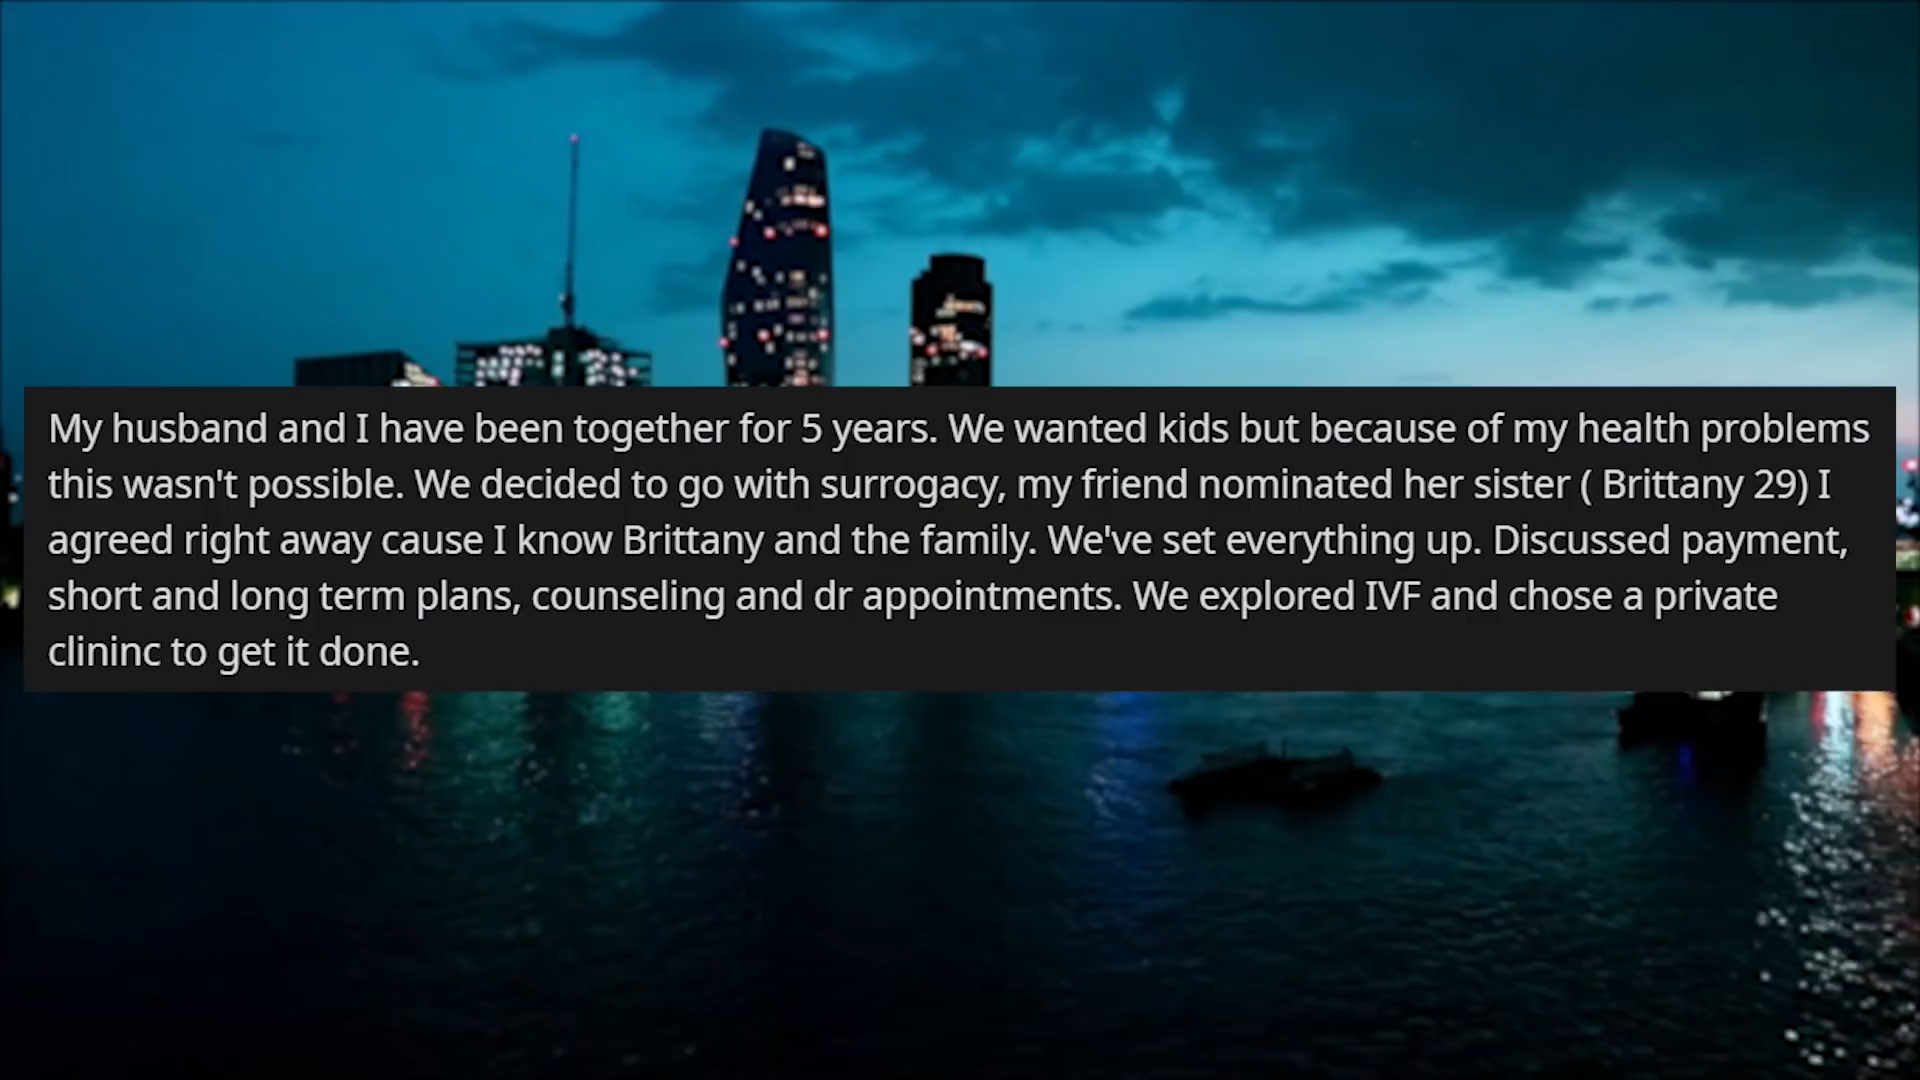 My husband and I have been together for 5 years. We wanted kids but because of my health problems
this wasn't possible. We decided to go with surrogacy, my friend nominated her sister ( Brittany 29) I
agreed right away cause I know Brittany and the family. We've set everything up. Discussed payment,
short and long term plans, counseling and dr appointments. We explored IVF and chose a private
clininc to get it done.